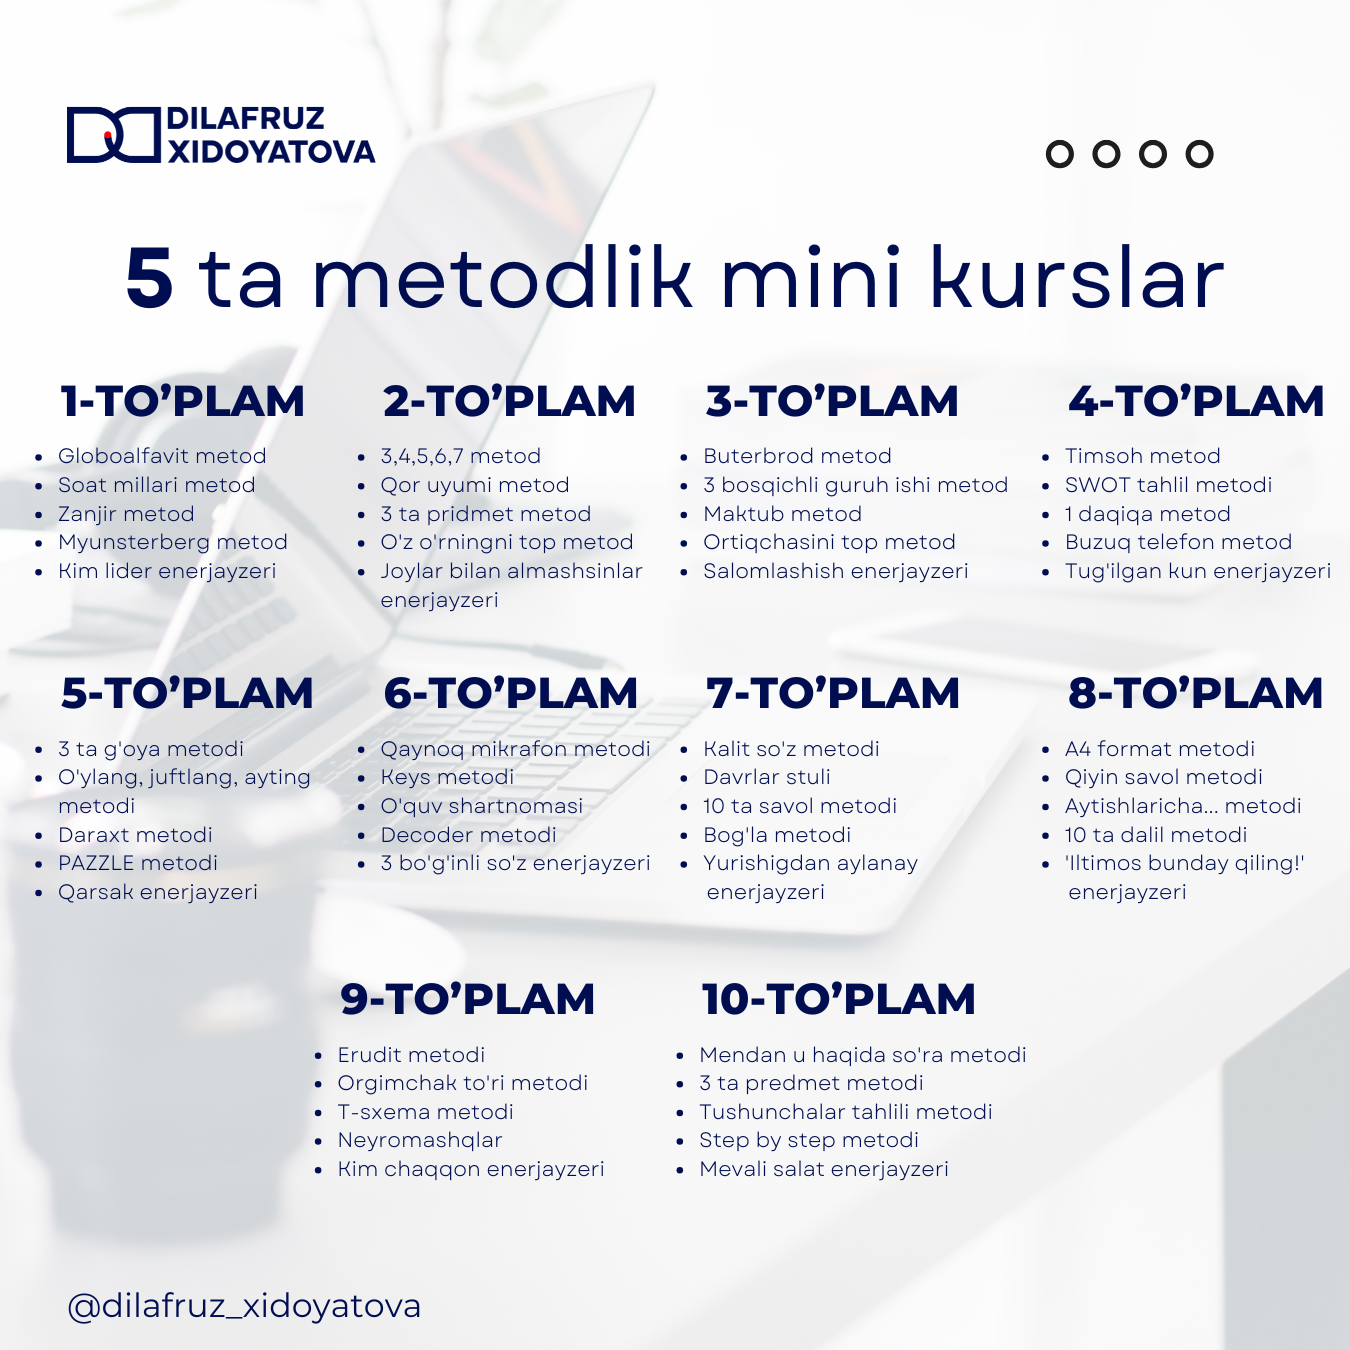 DILAFRUZ
XIDOYATOVA
5 ta metodlik mini kurslar
1-TO’PLAM
Globoalfavit metod
Soat millari metod
Zanjir metod
Myunsterberg metod
Kim lider enerjayzeri
2-TO’PLAM
3,4,5,6,7 metod
Qor uyumi metod
3 ta pridmet metod
O'z o'rningni top metod
Joylar bilan almashsinlar
enerjayzeri
3-TO’PLAM
Buterbrod metod
3 bosqichli guruh ishi metod
Maktub metod
Ortiqchasini top metod
Salomlashish enerjayzeri
4-TO’PLAM
Timsoh metod
SWOT tahlil metodi
1 daqiqa metod
Buzuq telefon metod
Tug'ilgan kun enerjayzeri
5-TO’PLAM
3 ta g'oya metodi
O'ylang, juftlang, ayting
metodi
Daraxt metodi
PAZZLE metodi
Qarsak enerjayzeri
6-TO’PLAM
Qaynoq mikrafon metodi
Keys metodi
O'quv shartnomasi
Decoder metodi
3 bo'g'inli so'z enerjayzeri
7-TO’PLAM
Kalit so'z metodi
Davrlar stuli
10 ta savol metodi
Bog'la metodi
Yurishigdan aylanay
enerjayzeri
8-TO’PLAM
A4 format metodi
Qiyin savol metodi
Aytishlaricha... metodi
10 ta dalil metodi
'Iltimos bunday qiling!'
enerjayzeri
9-TO’PLAM
Erudit metodi
Orgimchak to'ri metodi
T-sxema metodi
Neyromashqlar
Kim chaqqon enerjayzeri
10-TO’PLAM
Mendan u haqida so'ra metodi
3 ta predmet metodi
Tushunchalar tahlili metodi
Step by step metodi
Mevali salat enerjayzeri
@dilafruz_xidoyatova